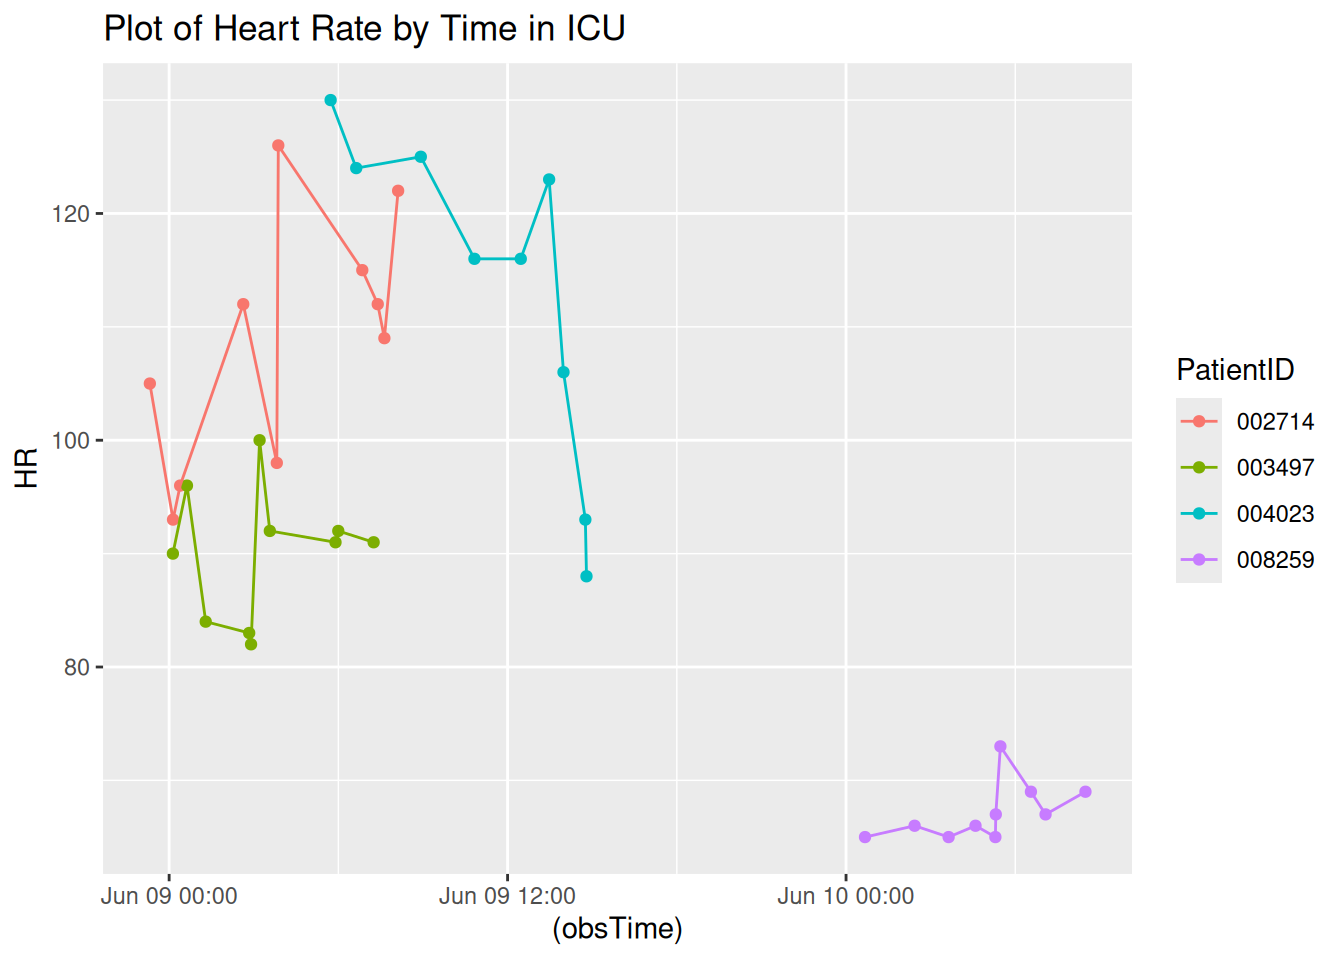 Plot of Heart Rate by Time in ICU
HR
120
100
80
Jun 09 00:00
Jun 09 12:00
Jun 10 00:00
(obsTime)
PatientID
002714
003497
004023
008259